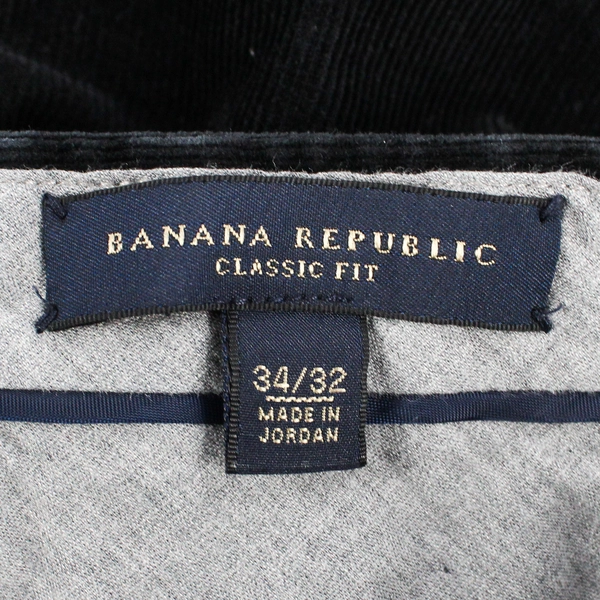 BANANA REPUBLIC
CLASSIC FIT
34/32
MADE IN
JORDAN